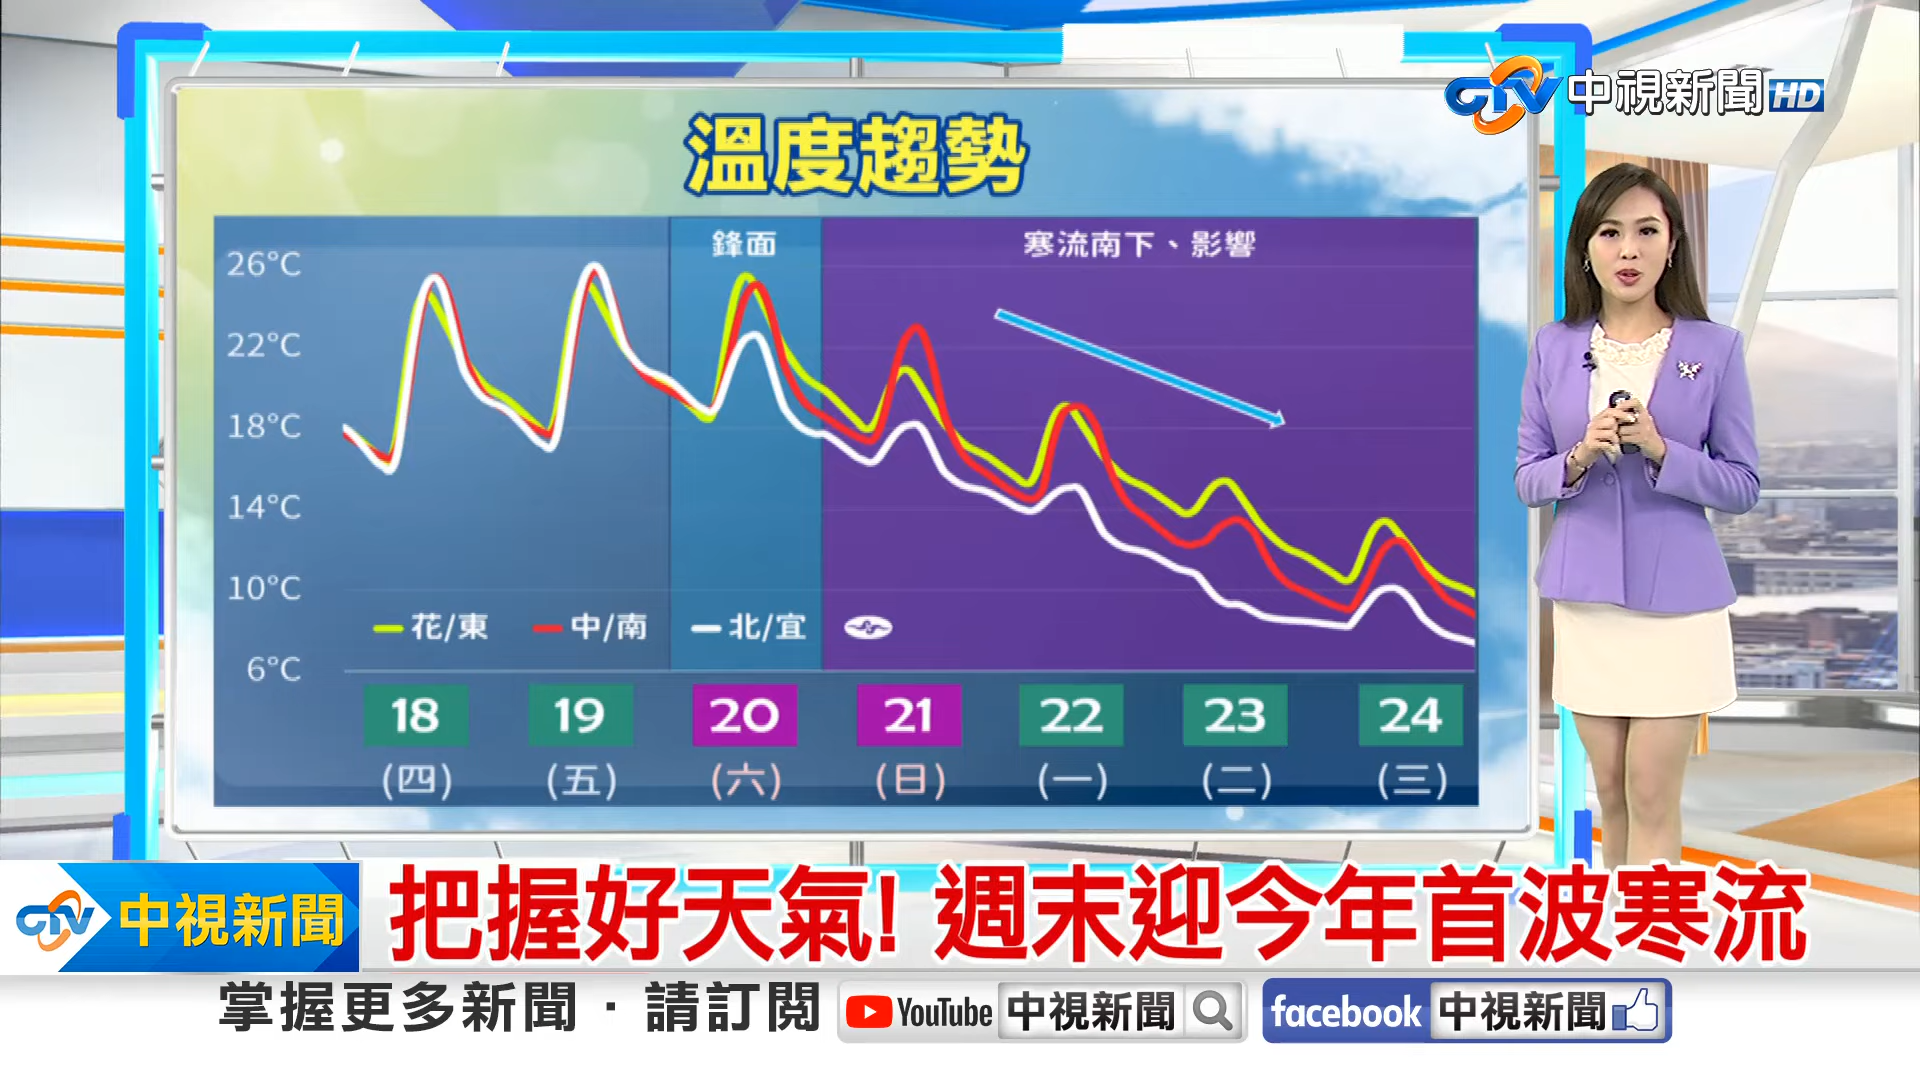 CTV 中視新聞 HD
溫度趨勢
鋒面
寒流南下、影響
26°C
22°C
18°C
14°C
10°C
6°C
花/東 中/南 北/宜
18 19 20 21 22 23 24
(四) (五) (六) (日) (一) (二) (三)
CTV 中視新聞
把握好天氣! 週末迎今年首波寒流
掌握更多新聞·請訂閱 YouTube 中視新聞 facebook 中視新聞